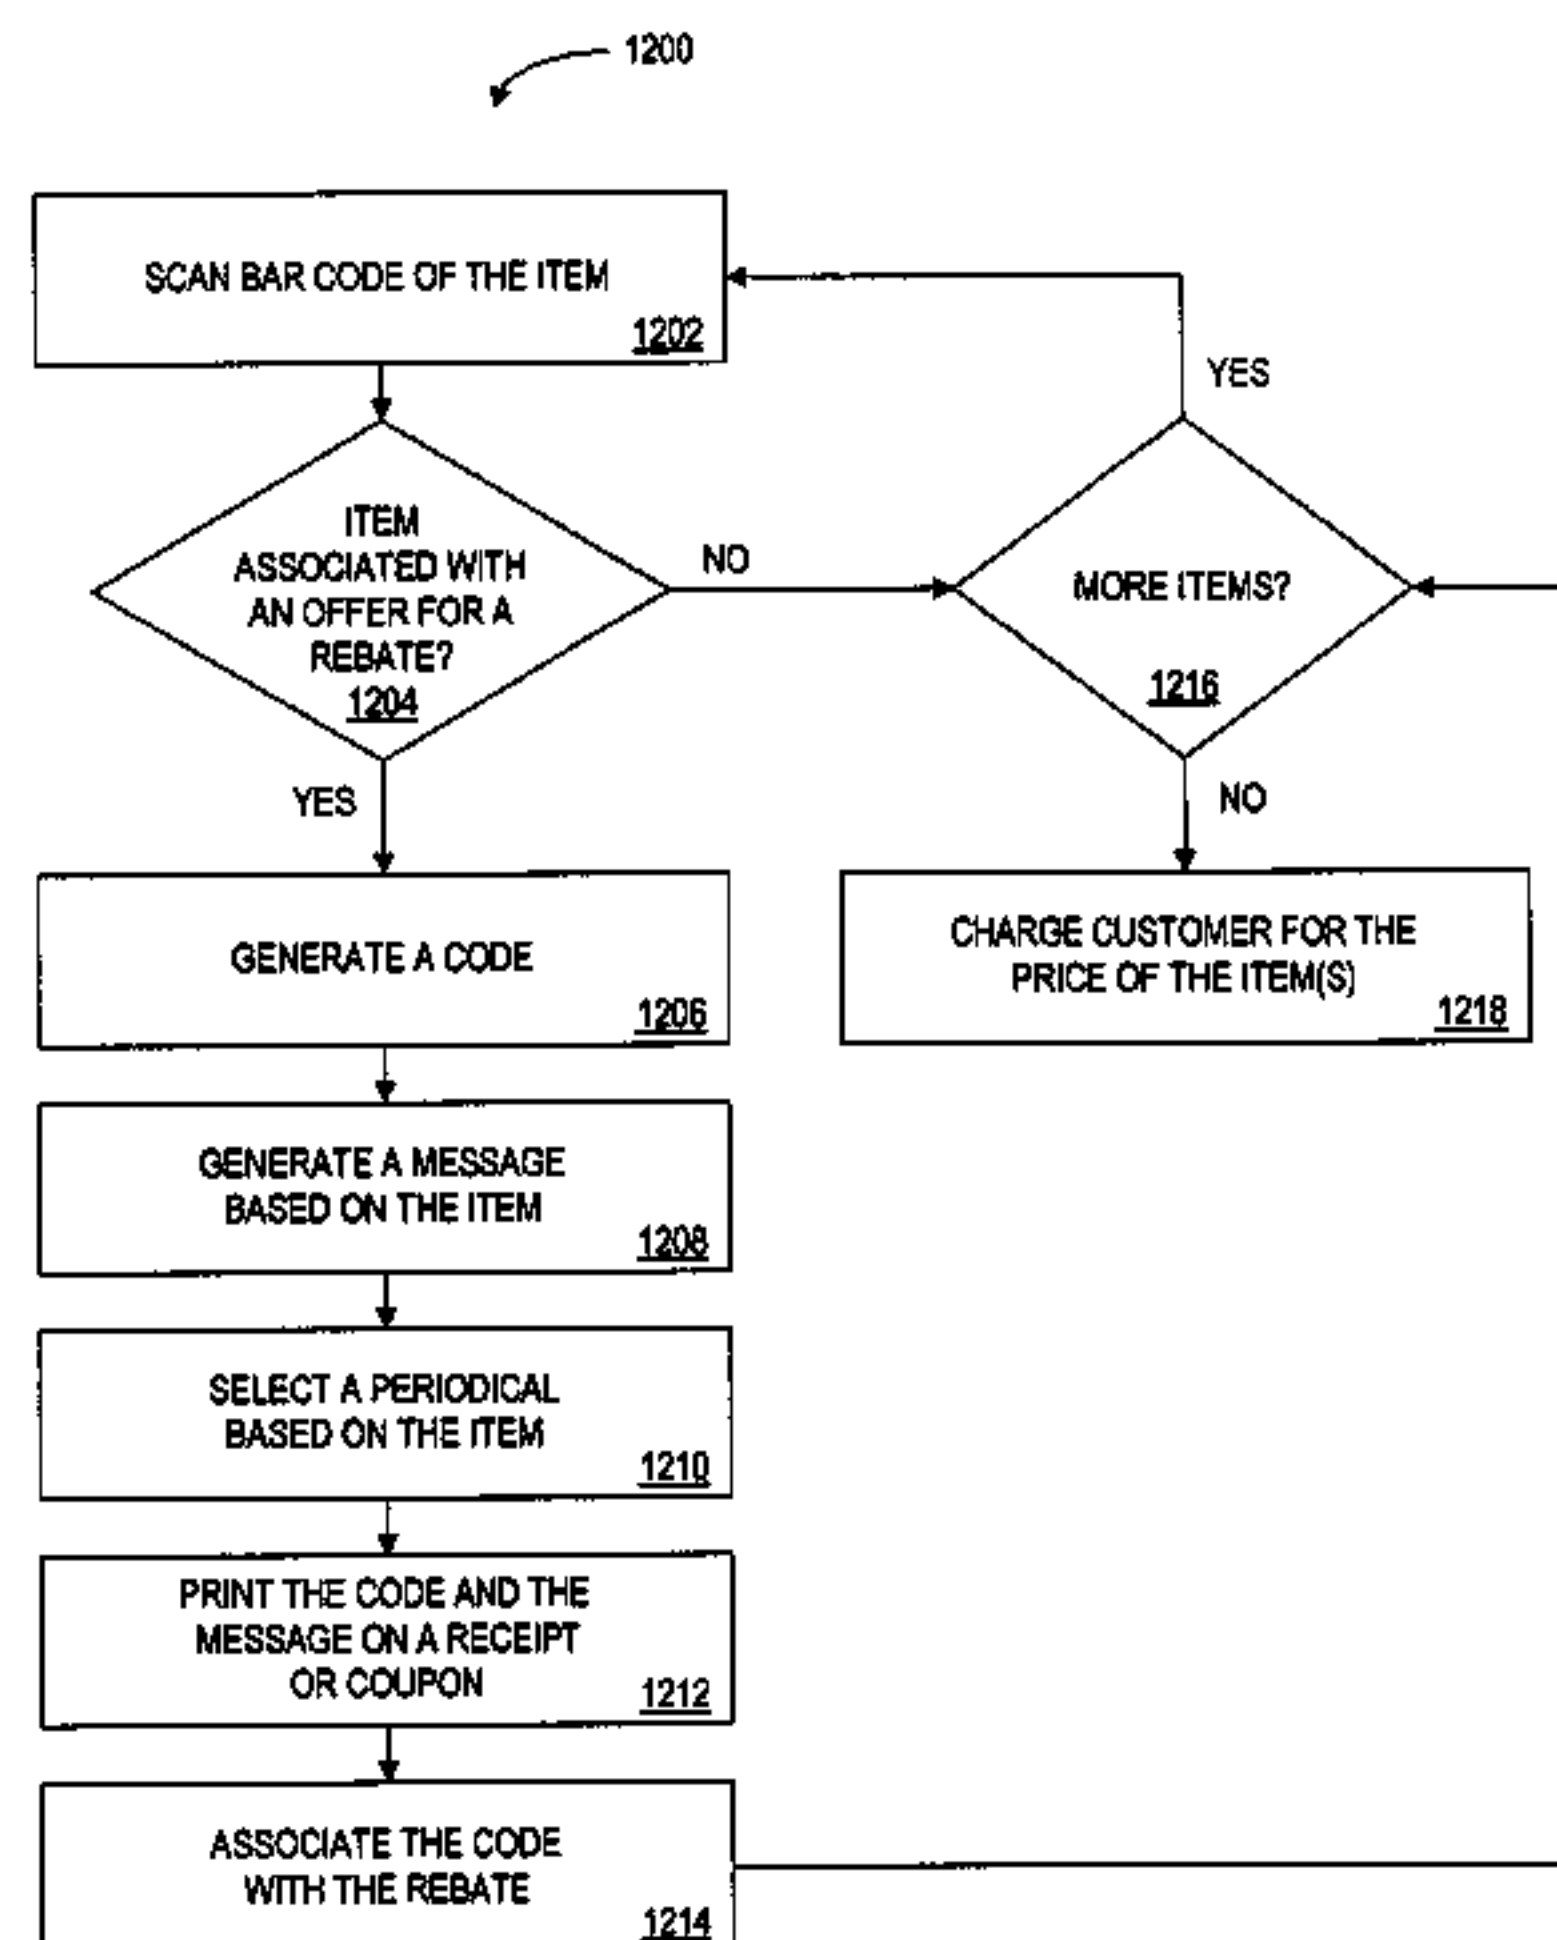 1200
SCAN BAR CODE OF THE ITEM
1202
YES
ITEM
ASSOCIATED WITH
AN OFFER FOR A
REBATE?
1204
NO
MORE ITEMS?
1216
YES
NO
GENERATE A CODE
1206
CHARGE CUSTOMER FOR THE
PRICE OF THE ITEM(S)
1218
GENERATE A MESSAGE
BASED ON THE ITEM
1208
SELECT A PERIODICAL
BASED ON THE ITEM
1210
PRINT THE CODE AND THE
MESSAGE ON A RECEIPT
OR COUPON
1212
ASSOCIATE THE CODE
WITH THE REBATE
1214